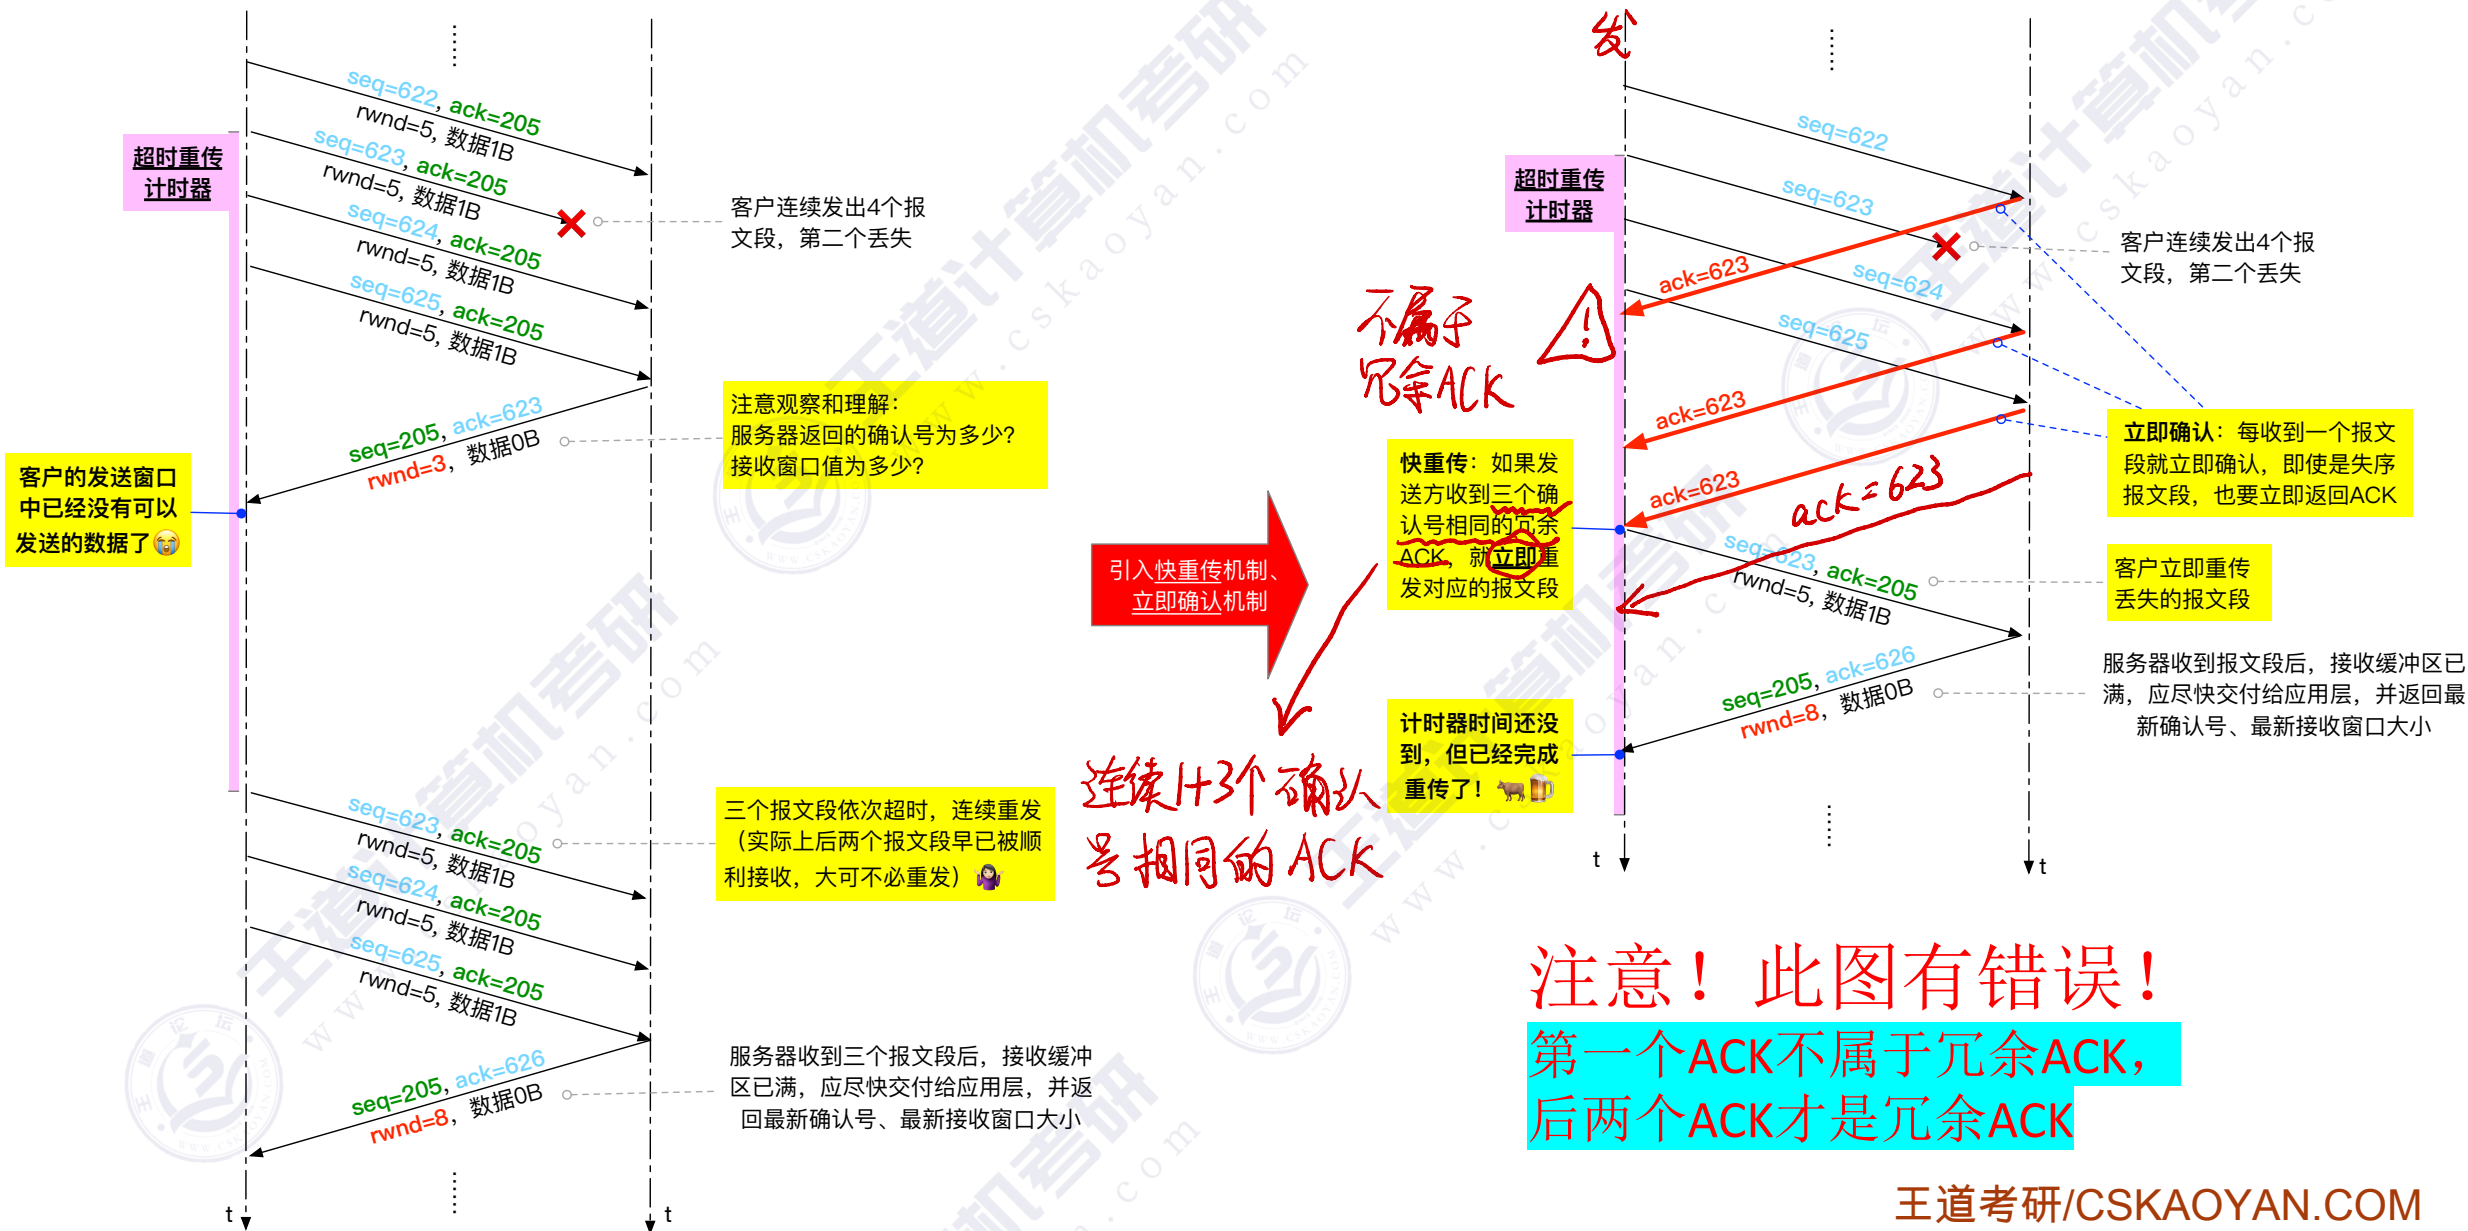 ……
seq=622, ack=205
rwnd=5, 数据1B
seq=623, ack=205
rwnd=5, 数据1B
seq=624, ack=205
rwnd=5, 数据1B
seq=625, ack=205
rwnd=5, 数据1B
超时重传
计时器
客户连续发出4个报
文段，第二个丢失
seq=205, ack=623
rwnd=3，数据0B
注意观察和理解：
服务器返回的确认号为多少？
接收窗口值为多少？
客户的发送窗口
中已经没有可以
发送的数据了😭
seq=623, ack=205
rwnd=5, 数据1B
seq=624, ack=205
rwnd=5, 数据1B
seq=625, ack=205
rwnd=5, 数据1B
三个报文段依次超时，连续重发
（实际上后两个报文段早已被顺
利接收，大可不必重发）🤷🏻‍♀️
seq=205, ack=626
rwnd=8，数据0B
服务器收到三个报文段后，接收缓冲
区已满，应尽快交付给应用层，并返
回最新确认号、最新接收窗口大小
……
t
t
引入快重传机制、
立即确认机制
发
……
seq=622
seq=623
seq=624
seq=625
超时重传
计时器
客户连续发出4个报
文段，第二个丢失
ack=623
ack=623
ack=623
ack=623
不属于
冗余ACK
!
立即确认：每收到一个报文
段就立即确认，即使是失序
报文段，也要立即返回ACK
快重传：如果发
送方收到三个确
认号相同的冗余
ACK，就立即重
发对应的报文段
seq=623, ack=205
rwnd=5, 数据1B
客户立即重传
丢失的报文段
seq=205, ack=626
rwnd=8，数据0B
服务器收到报文段后，接收缓冲区已
满，应尽快交付给应用层，并返回最
新确认号、最新接收窗口大小
计时器时间还没
到，但已经完成
重传了！🐂🍺
连续1+3个确认
号相同的ACK
……
t
t
注意！此图有错误！
第一个ACK不属于冗余ACK，
后两个ACK才是冗余ACK
王道考研/CSKAOYAN.COM
王道计算机考研
www.cskaoyan.com